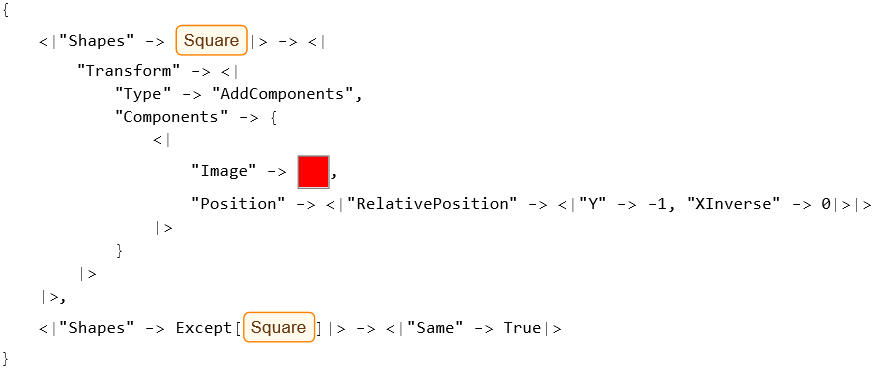 {
<|"Shapes" -> Square|> -> <|
"Transform" -> <|
"Type" -> "AddComponents",
"Components" -> {
<|
"Image" -> ,
"Position" -> <|"RelativePosition" -> <|"Y" -> -1, "XInverse" -> 0|>|>
|>
}
|>
|>,
<|"Shapes" -> Except[Square]|> -> <|"Same" -> True|>
}